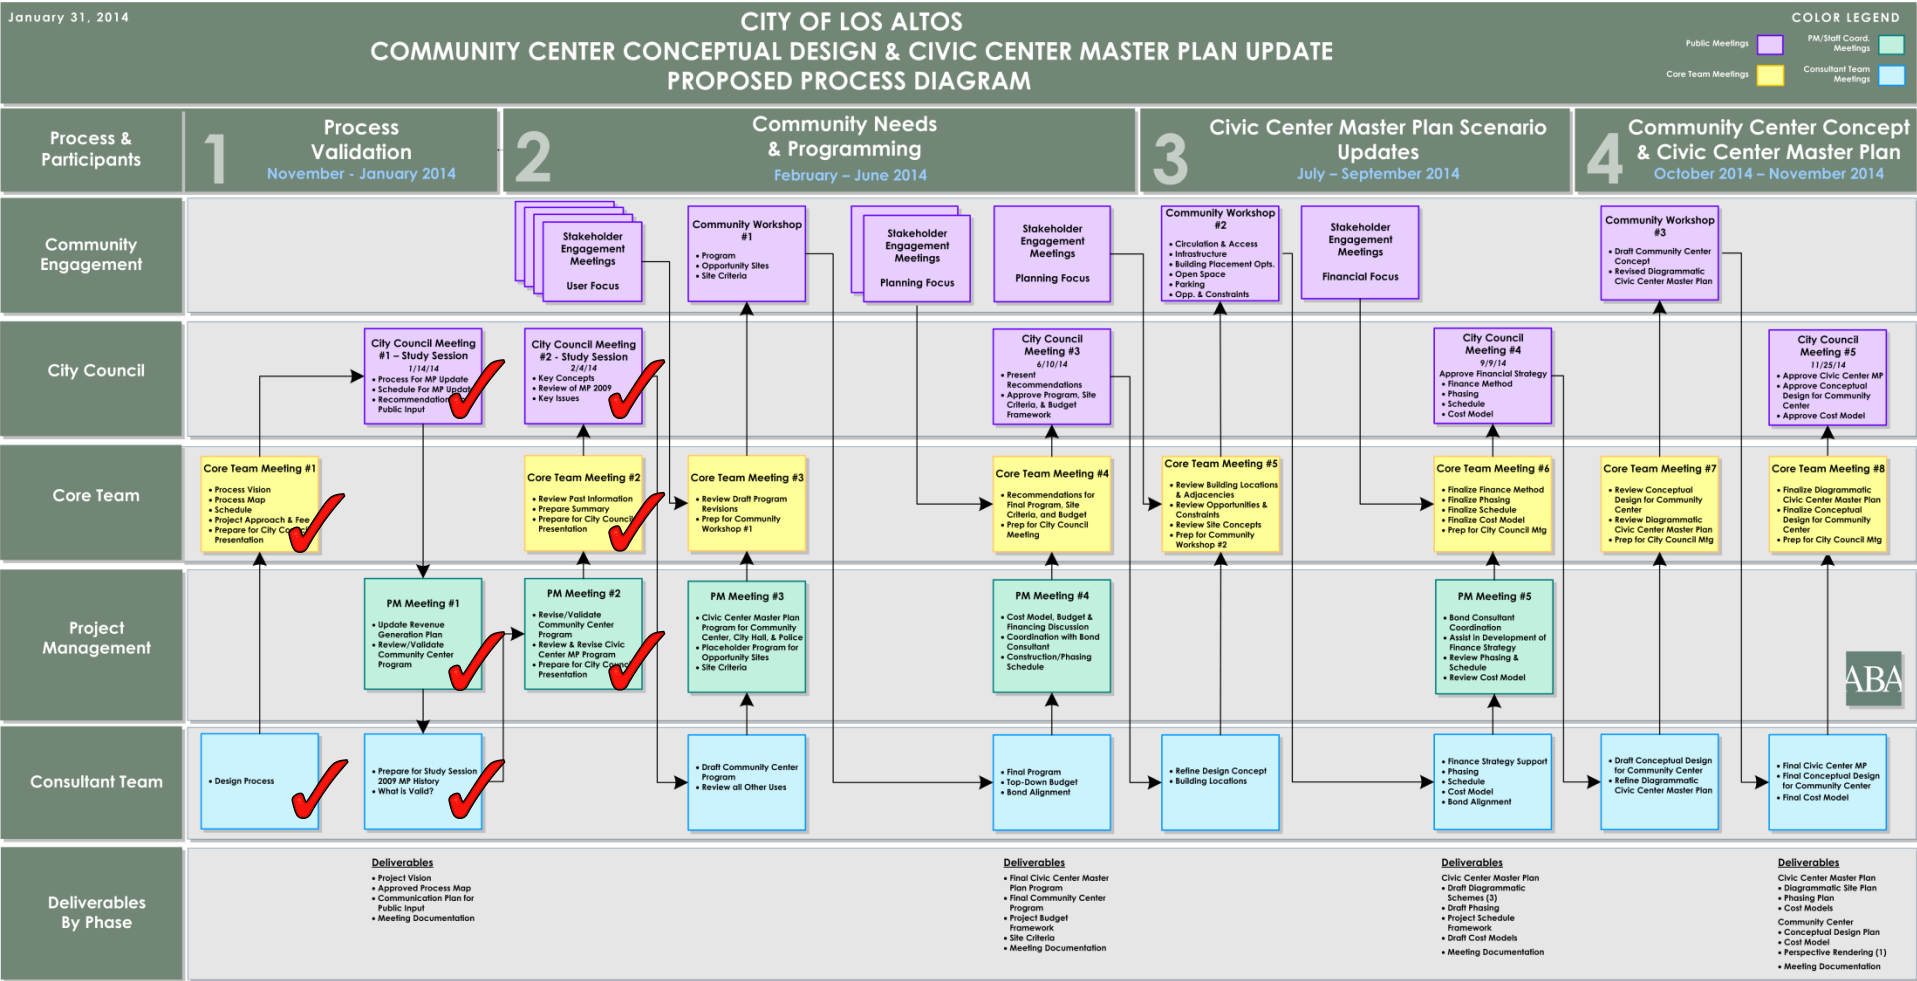 January 31, 2014
CITY OF LOS ALTOS
COMMUNITY CENTER CONCEPTUAL DESIGN & CIVIC CENTER MASTER PLAN UPDATE
PROPOSED PROCESS DIAGRAM
COLOR LEGEND
Public Meetings
PM/Staff Coord.
Meetings
Core Team Meetings
Consultant Team
Meetings
Process &
Participants
1
Process
Validation
November - January 2014
2
Community Needs
& Programming
February – June 2014
3
Civic Center Master Plan Scenario
Updates
July – September 2014
4
Community Center Concept
& Civic Center Master Plan
October 2014 – November 2014
Community
Engagement
Stakeholder
Engagement
Meetings
User Focus
Community Workshop
#1
• Program
• Opportunity Sites
• Site Criteria
Stakeholder
Engagement
Meetings
Planning Focus
Stakeholder
Engagement
Meetings
Planning Focus
Community Workshop
#2
• Circulation & Access
• Infrastructure
• Building Placement Opts.
• Open Space
• Parking
• Opp. & Constraints
Stakeholder
Engagement
Meetings
Financial Focus
Community Workshop
#3
• Draft Community Center
Concept
• Revised Diagrammatic
Civic Center Master Plan
City Council
City Council Meeting
#1 – Study Session
1/14/14
• Process For MP Update
• Schedule For MP Update
• Recommendation
Public Input
City Council Meeting
#2 - Study Session
2/4/14
• Key Concepts
• Review of MP 2009
• Key Issues
City Council
Meeting #3
6/10/14
• Present
Recommendations
• Approve Program, Site
Criteria, & Budget
Framework
City Council
Meeting #4
9/9/14
Approve Financial Strategy
• Finance Method
• Phasing
• Schedule
• Cost Model
City Council
Meeting #5
11/25/14
• Approve Civic Center MP
• Approve Conceptual
Design for Community
Center
• Approve Cost Model
Core Team
Core Team Meeting #1
• Process Vision
• Process Map
• Schedule
• Project Approach & Fee
• Prepare for City Council
Presentation
Core Team Meeting #2
• Review Past Information
• Prepare Summary
• Prepare for City Council
Presentation
Core Team Meeting #3
• Review Draft Program
Revisions
• Prep for Community
Workshop #1
Core Team Meeting #4
• Recommendations for
Final Program, Site
Criteria, and Budget
• Prep for City Council
Meeting
Core Team Meeting #5
• Review Building Locations
& Adjacencies
• Review Opportunities &
Constraints
• Review Site Concepts
• Prep for Community
Workshop #2
Core Team Meeting #6
• Finalize Finance Method
• Finalize Phasing
• Finalize Schedule
• Finalize Cost Model
• Prep for City Council Mtg
Core Team Meeting #7
• Review Conceptual
Design for Community
Center
• Review Diagrammatic
Civic Center Master Plan
• Prep for City Council Mtg
Core Team Meeting #8
• Finalize Diagrammatic
Civic Center Master Plan
• Finalize Conceptual
Design for Community
Center
• Prep for City Council Mtg
Project
Management
PM Meeting #1
• Update Revenue
Generation Plan
• Review/Validate
Community Center
Program
PM Meeting #2
• Revise/Validate
Community Center
Program
• Review & Revise Civic
Center MP Program
• Prepare for City Council
Presentation
PM Meeting #3
• Civic Center Master Plan
Program for Community
Center, City Hall, & Police
• Placeholder Program for
Opportunity Sites
• Site Criteria
PM Meeting #4
• Cost Model, Budget &
Financing Discussion
• Coordination with Bond
Consultant
• Construction/Phasing
Schedule
PM Meeting #5
• Bond Consultant
Coordination
• Assist in Development of
Finance Strategy
• Review Phasing &
Schedule
• Review Cost Model
ABA
Consultant Team
• Design Process
• Prepare for Study Session
2009 MP History
• What is Valid?
• Draft Community Center
Program
• Review all Other Uses
• Final Program
• Top-Down Budget
• Bond Alignment
• Refine Design Concept
• Building Locations
• Finance Strategy Support
• Phasing
• Schedule
• Cost Model
• Bond Alignment
• Draft Conceptual Design
for Community Center
• Refine Diagrammatic
Civic Center Master Plan
• Final Civic Center MP
• Final Conceptual Design
for Community Center
• Final Cost Model
Deliverables
By Phase
Deliverables
• Project Vision
• Approved Process Map
• Communication Plan for
Public Input
• Meeting Documentation
Deliverables
• Final Civic Center Master
Plan Program
• Final Community Center
Program
• Project Budget
Framework
• Site Criteria
• Meeting Documentation
Deliverables
Civic Center Master Plan
• Draft Diagrammatic
Schemes (3)
• Draft Phasing
• Project Schedule
Framework
• Draft Cost Models
• Meeting Documentation
Deliverables
Civic Center Master Plan
• Diagrammatic Site Plan
• Phasing Plan
• Cost Models
Community Center
• Conceptual Design Plan
• Cost Model
• Perspective Rendering (1)
• Meeting Documentation